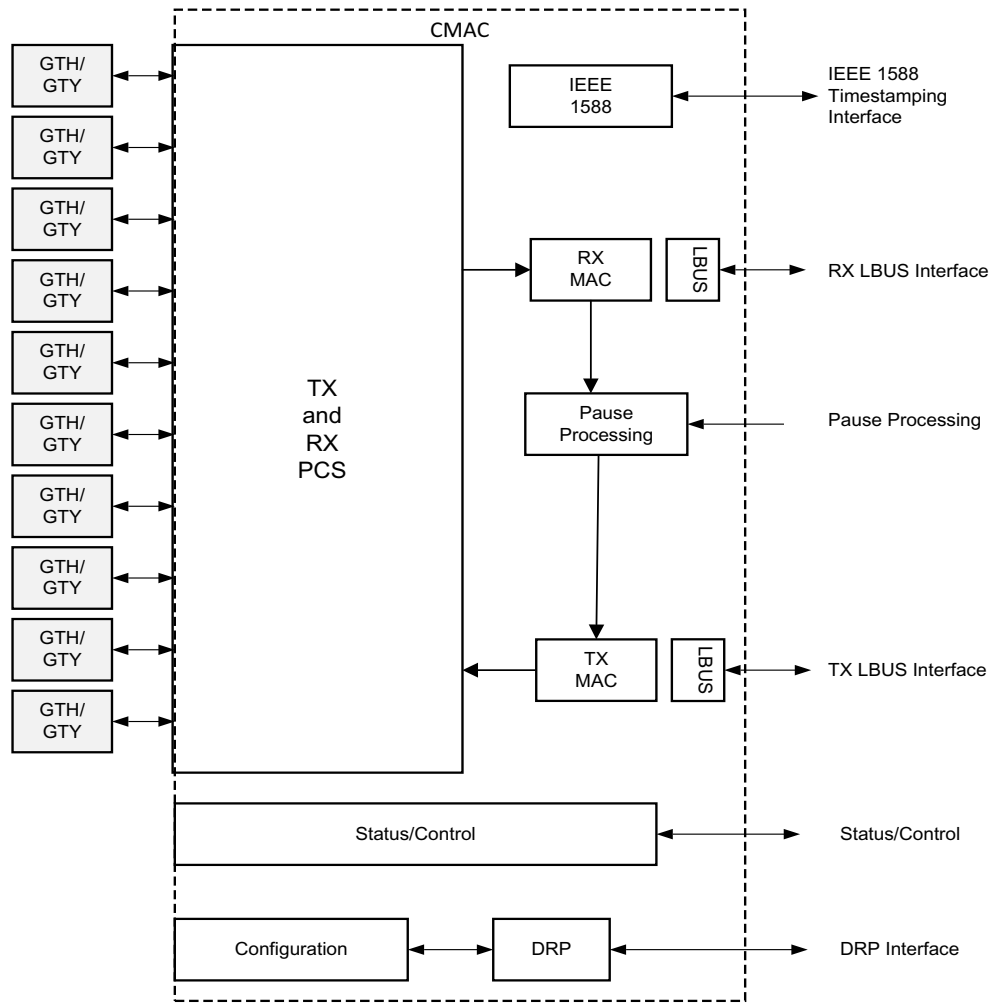 CMAC
GTH/
GTY
GTH/
GTY
GTH/
GTY
GTH/
GTY
GTH/
GTY
GTH/
GTY
GTH/
GTY
GTH/
GTY
GTH/
GTY
GTH/
GTY
TX
and
RX
PCS
IEEE
1588
IEEE 1588
Timestamping
Interface
RX
MAC
LBUS
RX LBUS Interface
Pause
Processing
Pause Processing
TX
MAC
LBUS
TX LBUS Interface
Status/Control
Status/Control
Configuration
DRP
DRP Interface